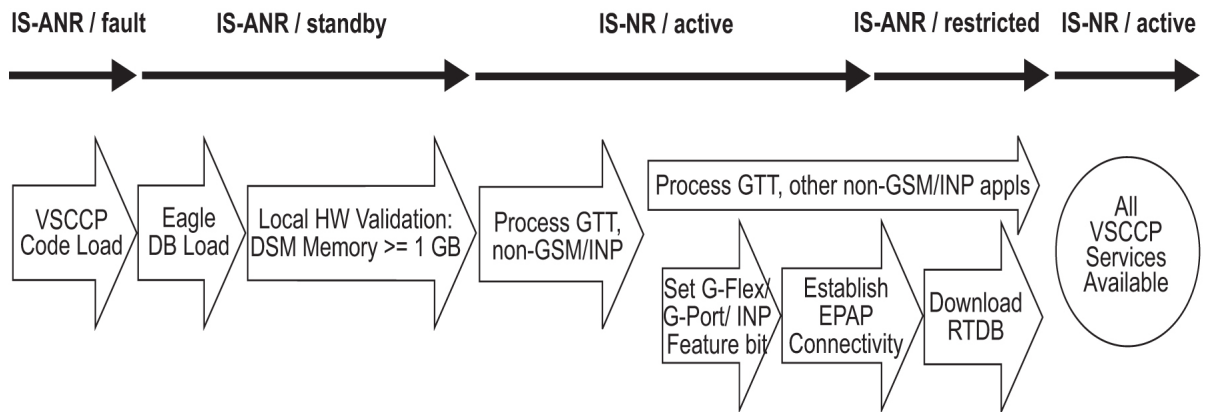 IS-ANR / fault
IS-ANR / standby
IS-NR / active
IS-ANR / restricted
IS-NR / active
VSCCP
Code Load
Eagle
DB Load
Local HW Validation:
DSM Memory >= 1 GB
Process GTT,
non-GSM/INP
Process GTT, other non-GSM/INP appls
Set G-Flex/
G-Port/ INP
Feature bit
Establish
EPAP
Connectivity
Download
RTDB
All
VSCCP
Services
Available